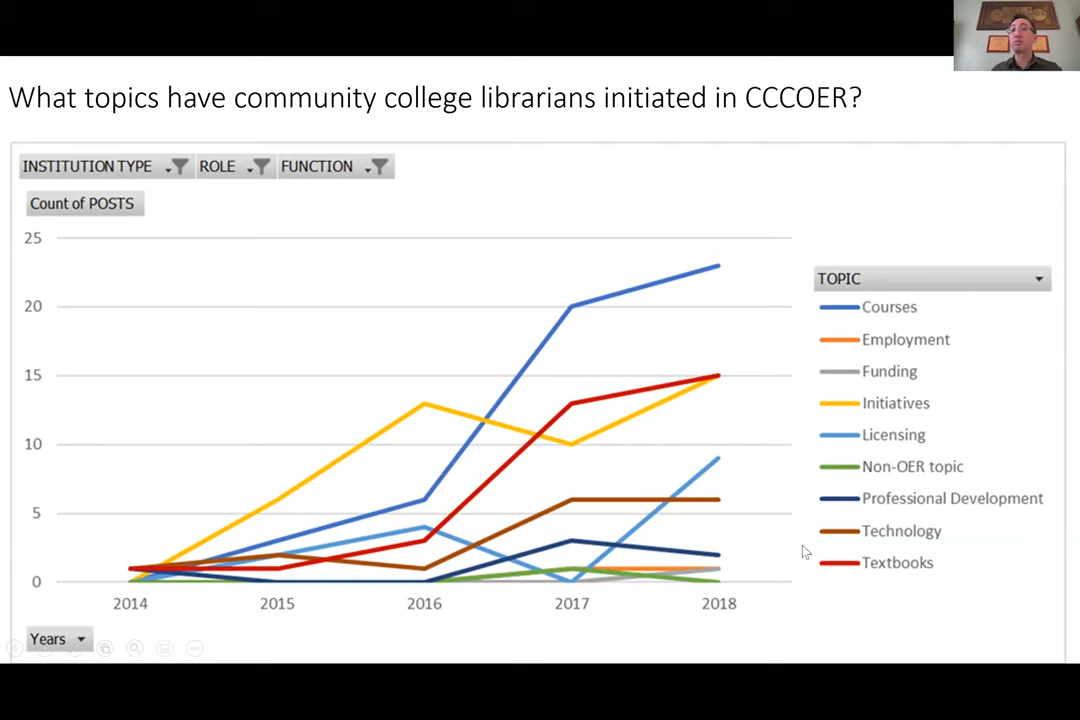 What topics have community college librarians initiated in CCCOER?
INSTITUTION TYPE ROLE FUNCTION
Count of POSTS
25
20
15
10
5
0
2014 2015 2016 2017 2018
Years
TOPIC
Courses
Employment
Funding
Initiatives
Licensing
Non-OER topic
Professional Development
Technology
Textbooks